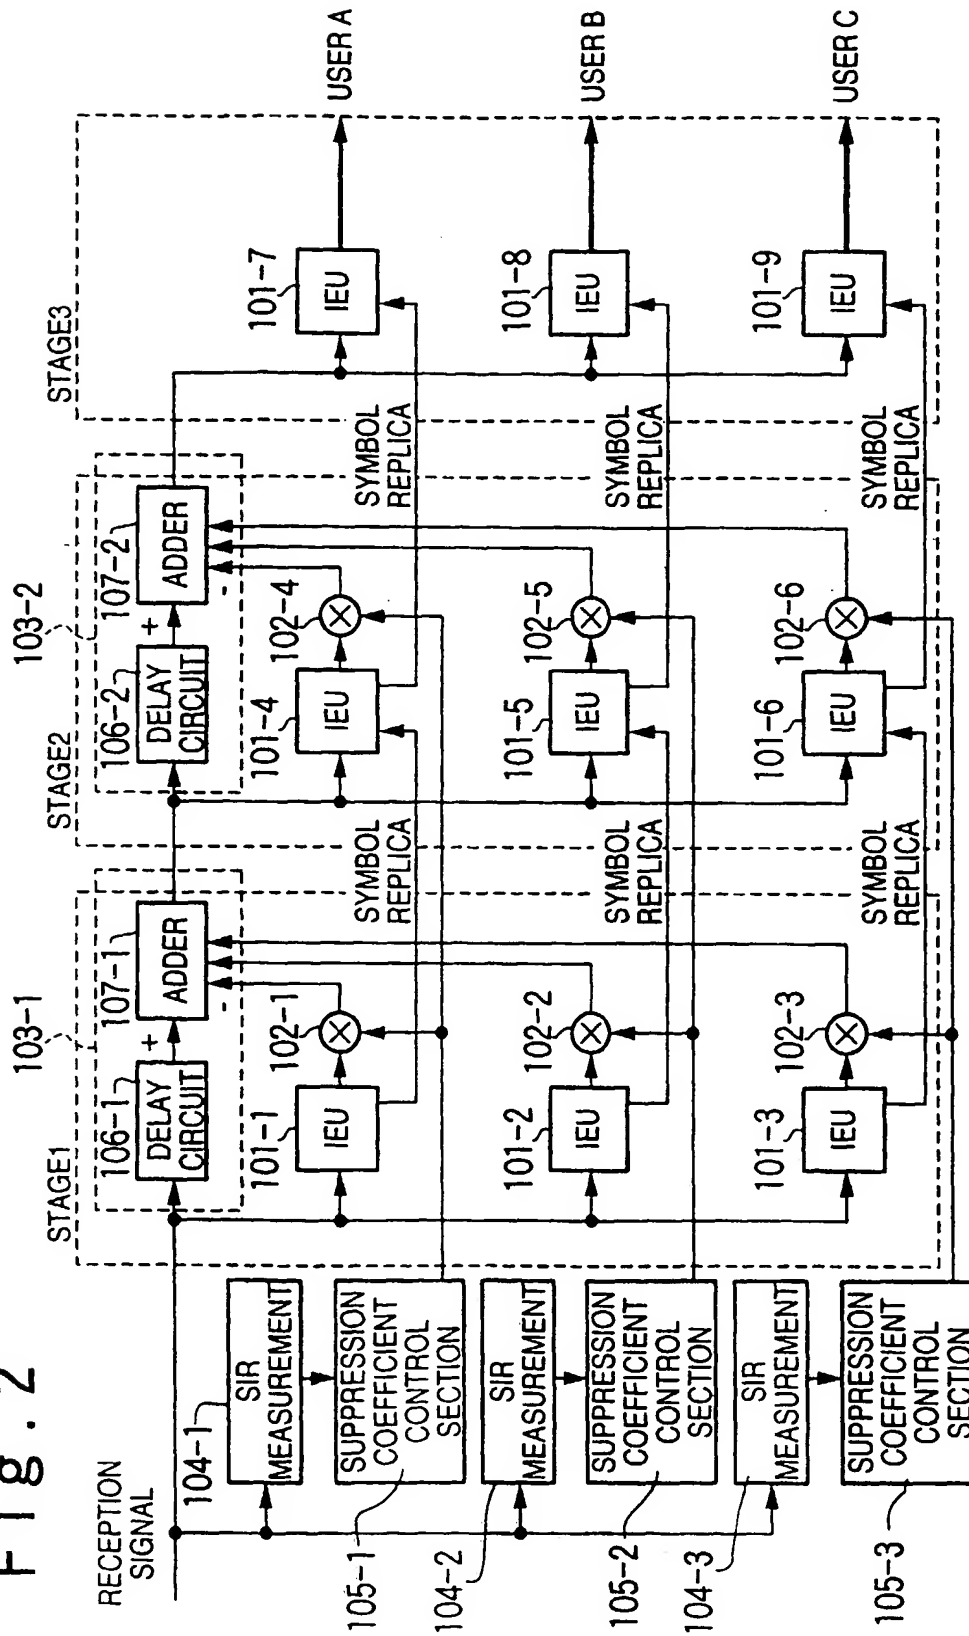 Fig. 2
RECEPTION
SIGNAL
104-1
SIR
MEASUREMENT
105-1
SUPPRESSION
COEFFICIENT
CONTROL
SECTION
104-2
SIR
MEASUREMENT
105-2
SUPPRESSION
COEFFICIENT
CONTROL
SECTION
104-3
SIR
MEASUREMENT
105-3
SUPPRESSION
COEFFICIENT
CONTROL
SECTION
STAGE1
103-1
106-1
DELAY
CIRCUIT
+
107-1
ADDER
-
101-1
IEU
102-1
101-2
IEU
102-2
101-3
IEU
102-3
SYMBOL
REPLICA
SYMBOL
REPLICA
SYMBOL
REPLICA
STAGE2
103-2
106-2
DELAY
CIRCUIT
+
107-2
ADDER
-
101-4
IEU
102-4
101-5
IEU
102-5
101-6
IEU
102-6
SYMBOL
REPLICA
SYMBOL
REPLICA
SYMBOL
REPLICA
STAGE3
101-7
IEU
USER A
101-8
IEU
USER B
101-9
IEU
USER C